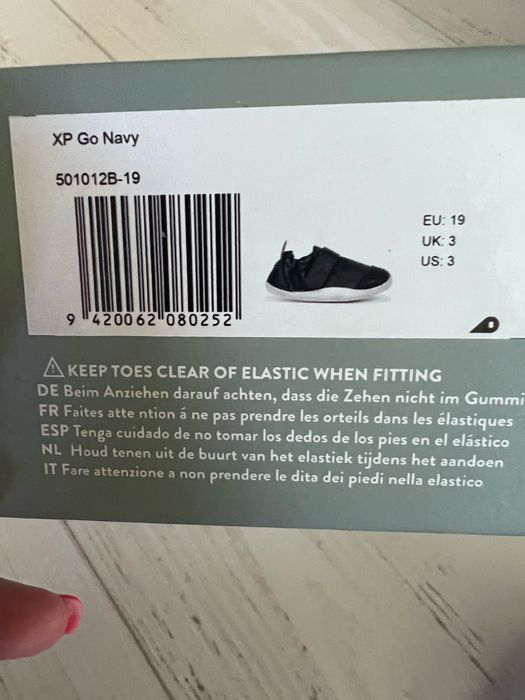 XP Go Navy
501012B-19
EU: 19
UK: 3
US: 3
9 420062 080252
KEEP TOES CLEAR OF ELASTIC WHEN FITTING
DE Beim Anziehen darauf achten, dass die Zehen nicht im Gummi
FR Faites atte ntion á ne pas prendre les orteils dans les élastiques
ESP Tenga cuidado de no tomar los dedos de los pies en el elástico
NL Houd tenen uit de buurt van het elastiek tijdens het aandoen
IT Fare attenzione a non prendere le dita dei piedi nella elastico